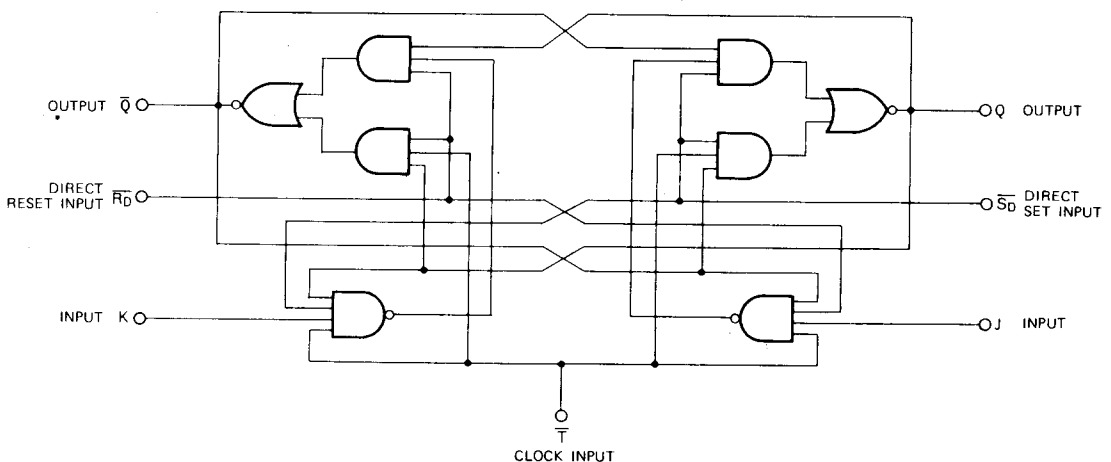 OUTPUT Q̅
Q OUTPUT
DIRECT
RESET INPUT R̅D̅
S̅D̅ DIRECT
SET INPUT
INPUT K
J INPUT
T̅
CLOCK INPUT